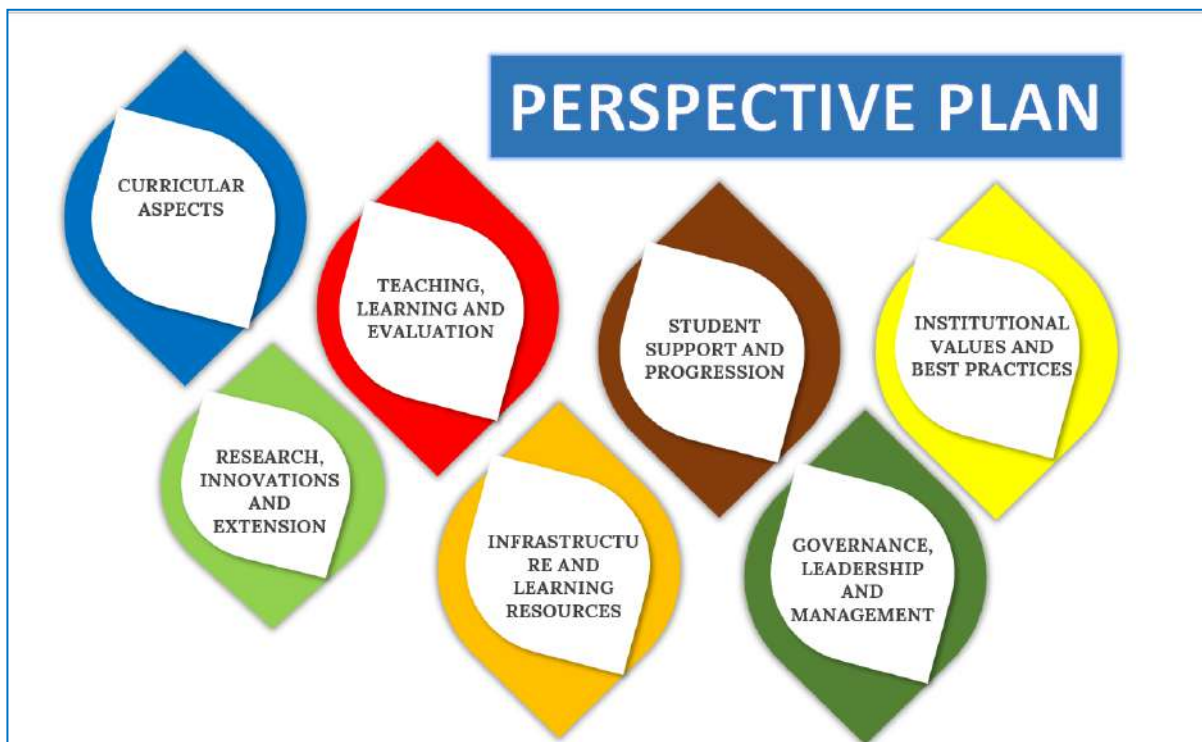 PERSPECTIVE PLAN
CURRICULAR
ASPECTS
TEACHING,
LEARNING AND
EVALUATION
STUDENT
SUPPORT AND
PROGRESSION
INSTITUTIONAL
VALUES AND
BEST PRACTICES
RESEARCH,
INNOVATIONS
AND
EXTENSION
INFRASTRUCTU
RE AND
LEARNING
RESOURCES
GOVERNANCE,
LEADERSHIP
AND
MANAGEMENT